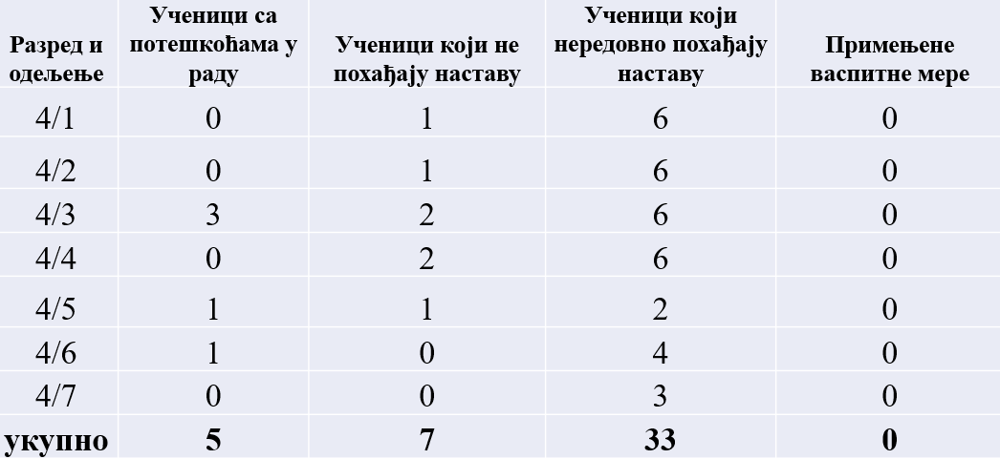 Разред и одељење Ученици са потешкоћама у раду Ученици који не похађају наставу Ученици који нередовно похађају наставу Примењене васпитне мере
4/1 0 1 6 0
4/2 0 1 6 0
4/3 3 2 6 0
4/4 0 2 6 0
4/5 1 1 2 0
4/6 1 0 4 0
4/7 0 0 3 0
укупно 5 7 33 0